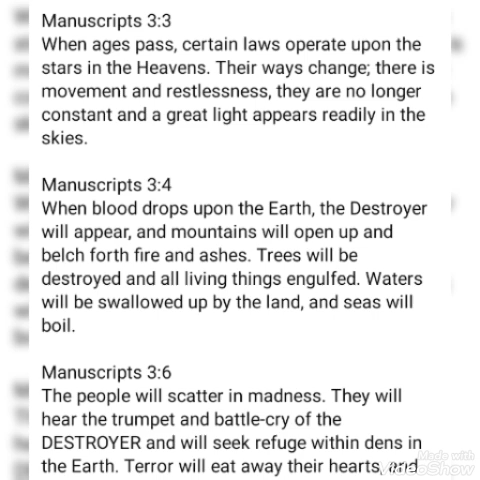 Manuscripts 3:3
When ages pass, certain laws operate upon the
stars in the Heavens. Their ways change; there is
movement and restlessness, they are no longer
constant and a great light appears readily in the
skies.
Manuscripts 3:4
When blood drops upon the Earth, the Destroyer
will appear, and mountains will open up and
belch forth fire and ashes. Trees will be
destroyed and all living things engulfed. Waters
will be swallowed up by the land, and seas will
boil.
Manuscripts 3:6
The people will scatter in madness. They will
hear the trumpet and battle-cry of the
DESTROYER and will seek refuge within dens in
the Earth. Terror will eat away their hearts, and
Made with
VideoShow